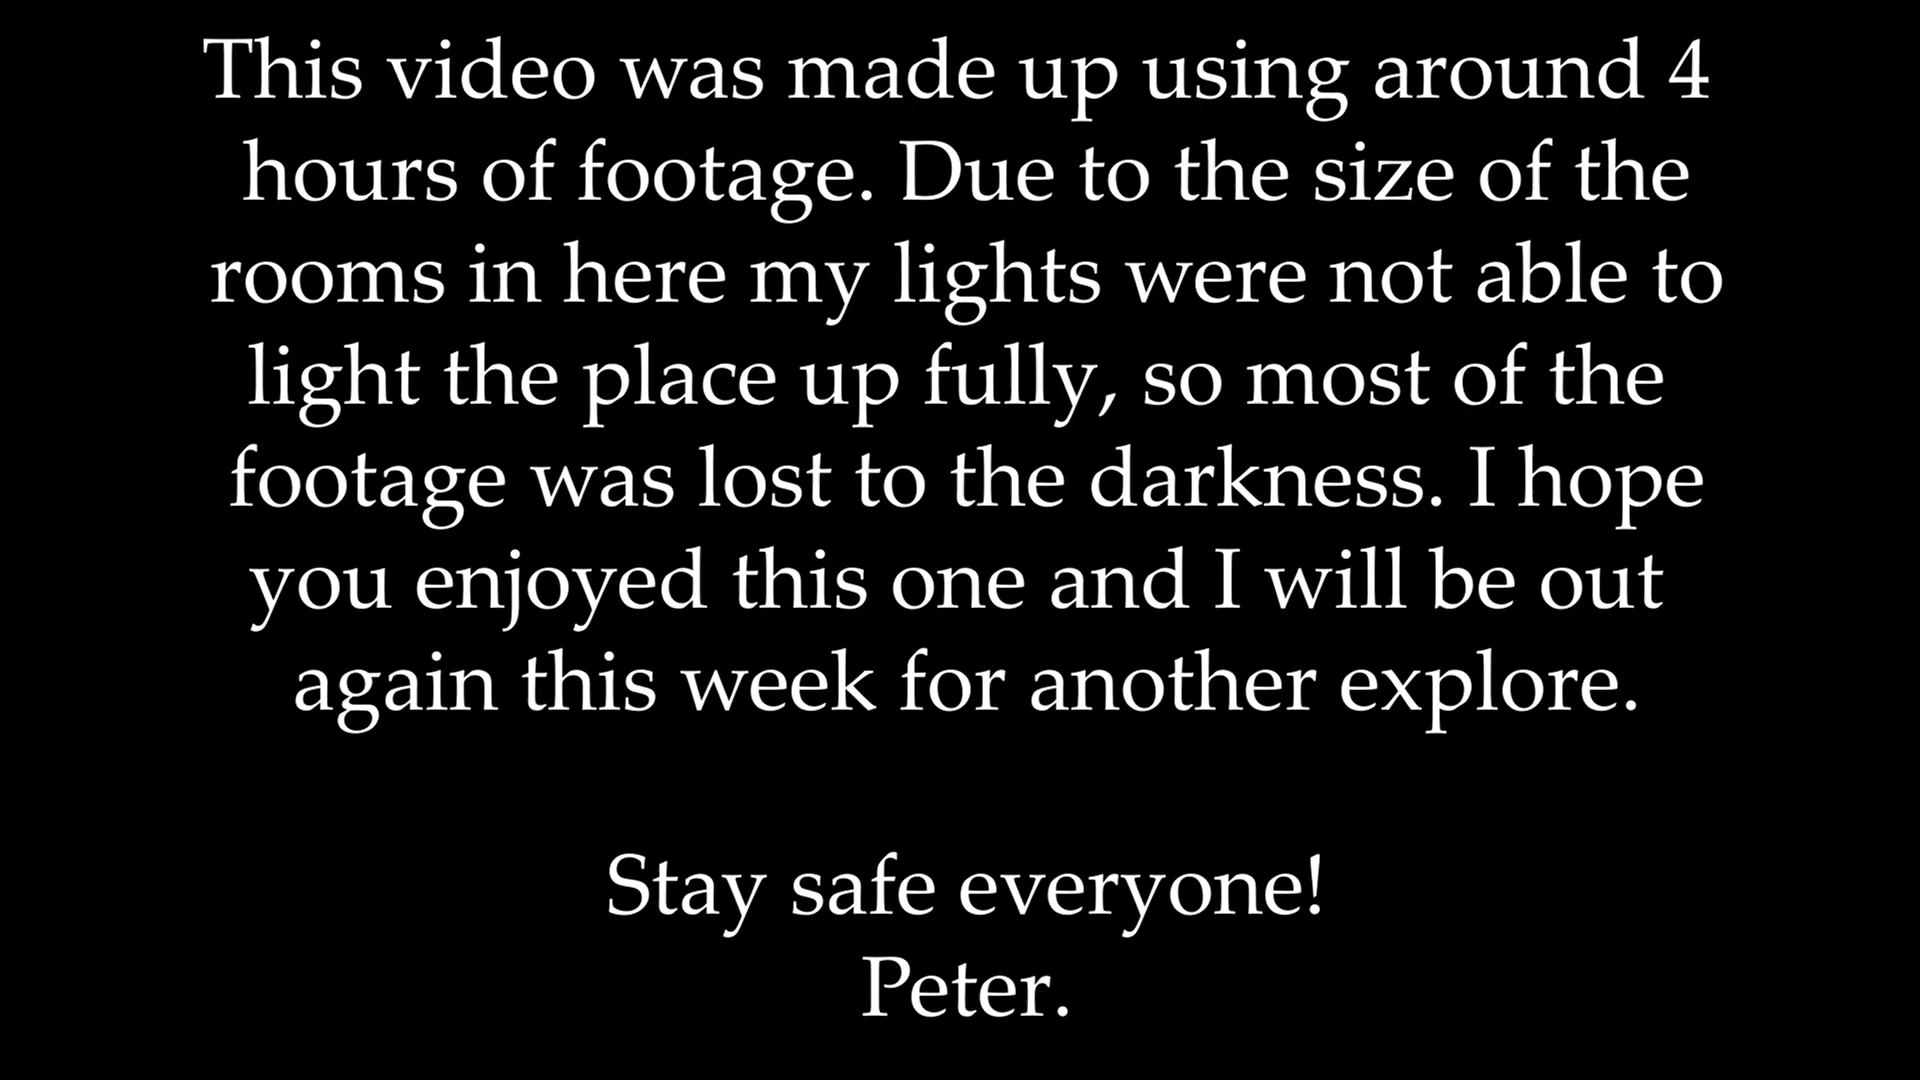 This video was made up using around 4
hours of footage. Due to the size of the
rooms in here my lights were not able to
light the place up fully, so most of the
footage was lost to the darkness. I hope
you enjoyed this one and I will be out
again this week for another explore.
Stay safe everyone!
Peter.